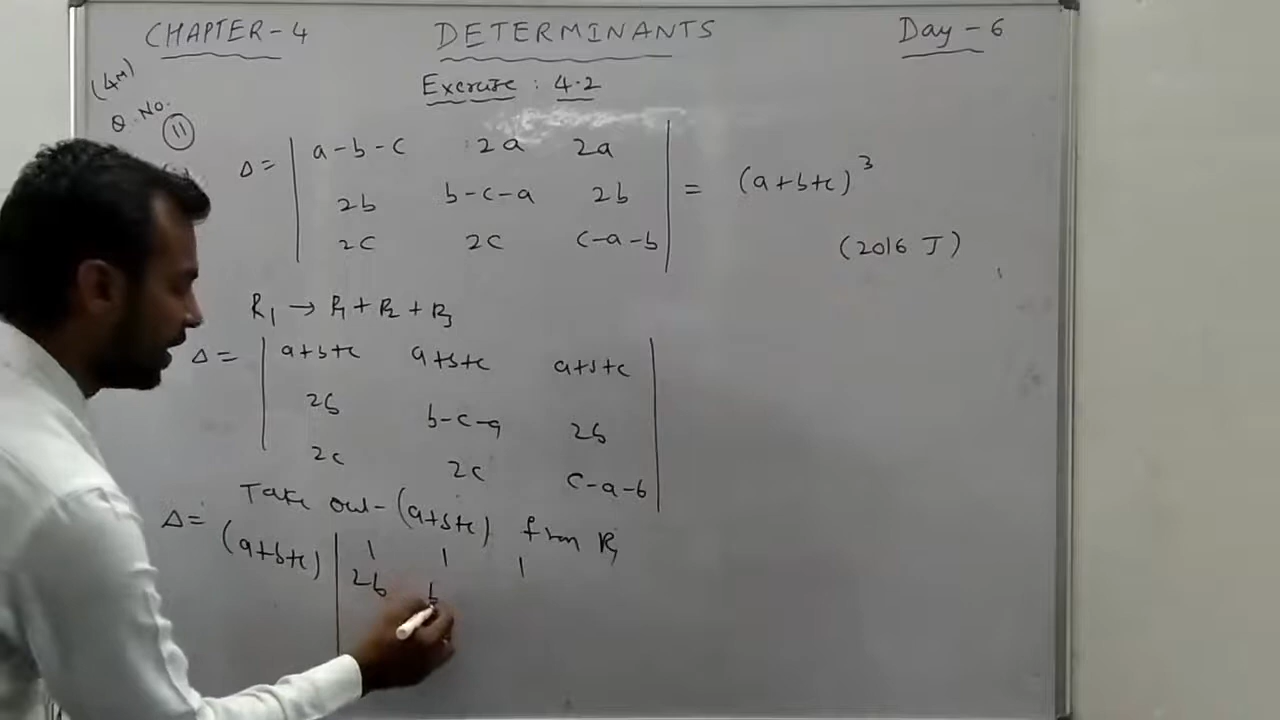 CHAPTER-4 DETERMINANTS Day-6
Exercise : 4.2
(4M)
Q. No. 11
Δ = | a-b-c 2a 2a |
| 2b b-c-a 2b | = (a+b+c)³
| 2c 2c c-a-b |
(2016 J)
R₁ → R₁ + R₂ + R₃
Δ = | a+b+c a+b+c a+b+c |
| 2b b-c-a 2b |
| 2c 2c c-a-b |
Take out (a+b+c) from R₁
Δ = (a+b+c) | 1 1 1
2b b